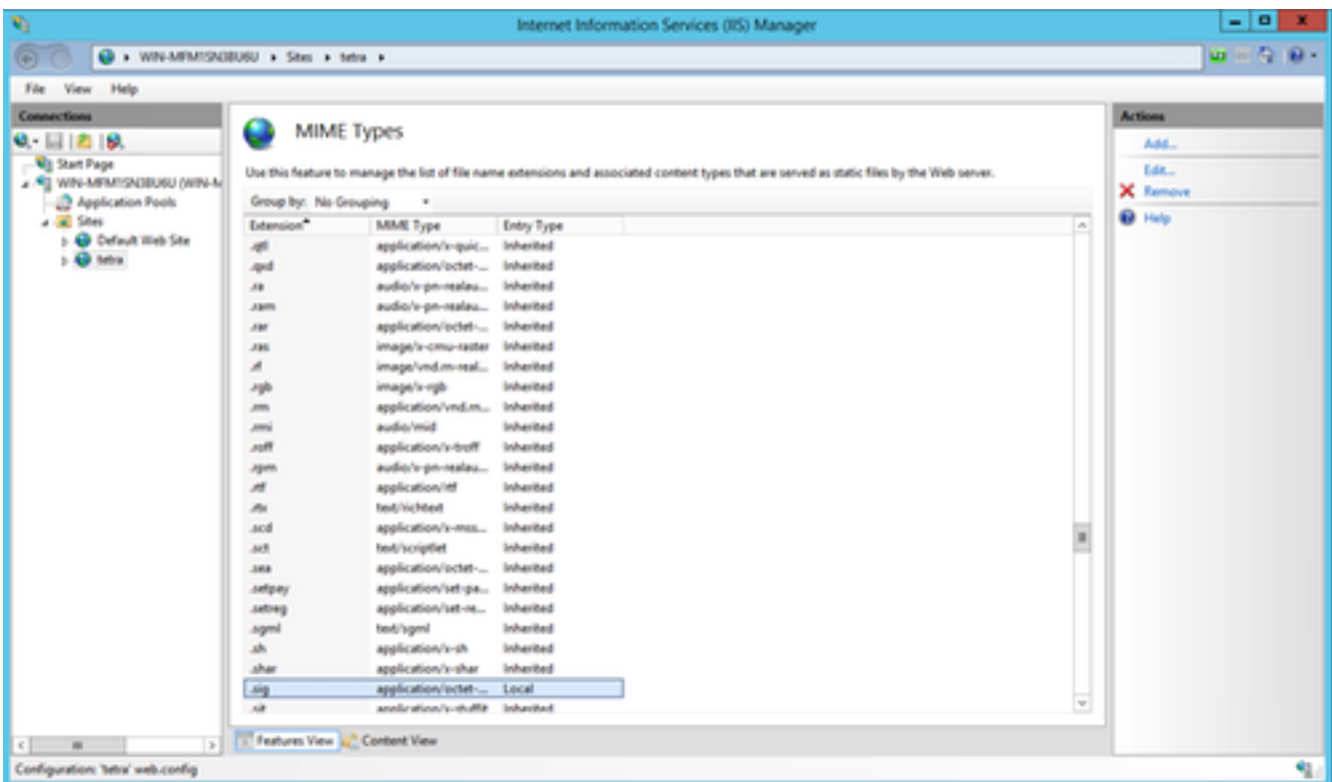 Internet Information Services (IIS) Manager
WIN-MFM1SN3BU6U Sites tetra
File View Help
Connections
Start Page
WIN-MFM1SN3BU6U (WIN-M
Application Pools
Sites
Default Web Site
tetra
MIME Types
Use this feature to manage the list of file name extensions and associated content types that are served as static files by the Web server.
Group by: No Grouping
Extension MIME Type Entry Type
.qtl application/x-quic... Inherited
.qxd application/octet-... Inherited
.ra audio/x-pn-realau... Inherited
.ram audio/x-pn-realau... Inherited
.rar application/octet-... Inherited
.ras image/x-cmu-raster Inherited
.rf image/vnd.rn-real... Inherited
.rgb image/x-rgb Inherited
.rm application/vnd.rn... Inherited
.rmi audio/mid Inherited
.roff application/x-troff Inherited
.rpm audio/x-pn-realau... Inherited
.rtf application/rtf Inherited
.rtx text/richtext Inherited
.scd application/x-mss... Inherited
.sct text/scriptlet Inherited
.sea application/octet-... Inherited
.setpay application/set-pa... Inherited
.setreg application/set-re... Inherited
.sgml text/sgml Inherited
.sh application/x-sh Inherited
.shar application/x-shar Inherited
.sig application/octet-... Local
.sit application/x-stuffit Inherited
Features View Content View
Actions
Add...
Edit...
Remove
Help
Configuration: 'tetra' web.config